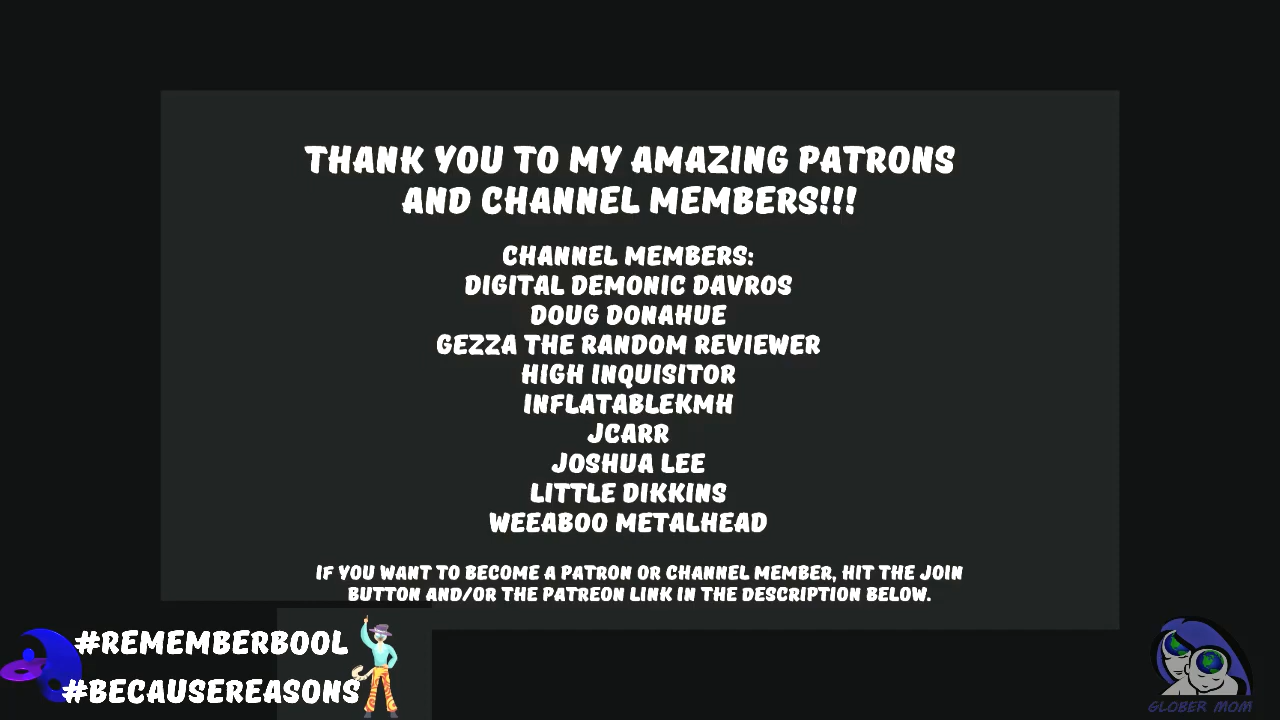 THANK YOU TO MY AMAZING PATRONS
AND CHANNEL MEMBERS!!!
CHANNEL MEMBERS:
DIGITAL DEMONIC DAVROS
DOUG DONAHUE
GEZZA THE RANDOM REVIEWER
HIGH INQUISITOR
INFLATABLEKMH
JCARR
JOSHUA LEE
LITTLE DIKKINS
WEEABOO METALHEAD
IF YOU WANT TO BECOME A PATRON OR CHANNEL MEMBER, HIT THE JOIN
BUTTON AND/OR THE PATREON LINK IN THE DESCRIPTION BELOW.
#REMEMBERBOOL
#BECAUSEREASONS
GLOBER MOM